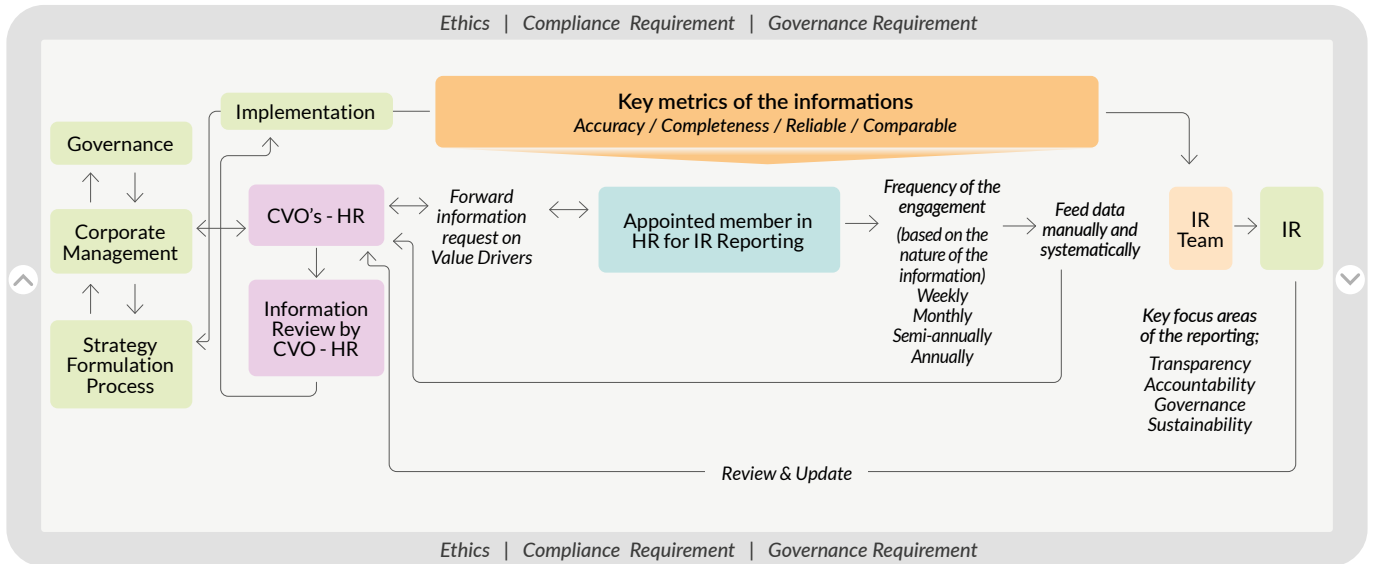 Ethics | Compliance Requirement | Governance Requirement
Implementation
Key metrics of the informations
Accuracy / Completeness / Reliable / Comparable
Governance
Corporate
Management
Strategy
Formulation
Process
CVO's - HR
Information
Review by
CVO - HR
Forward
information
request on
Value Drivers
Appointed member in
HR for IR Reporting
Frequency of the
engagement
(based on the
nature of the
information)
Weekly
Monthly
Semi-annually
Annually
Feed data
manually and
systematically
IR
Team
IR
Key focus areas
of the reporting;
Transparency
Accountability
Governance
Sustainability
Review & Update
Ethics | Compliance Requirement | Governance Requirement